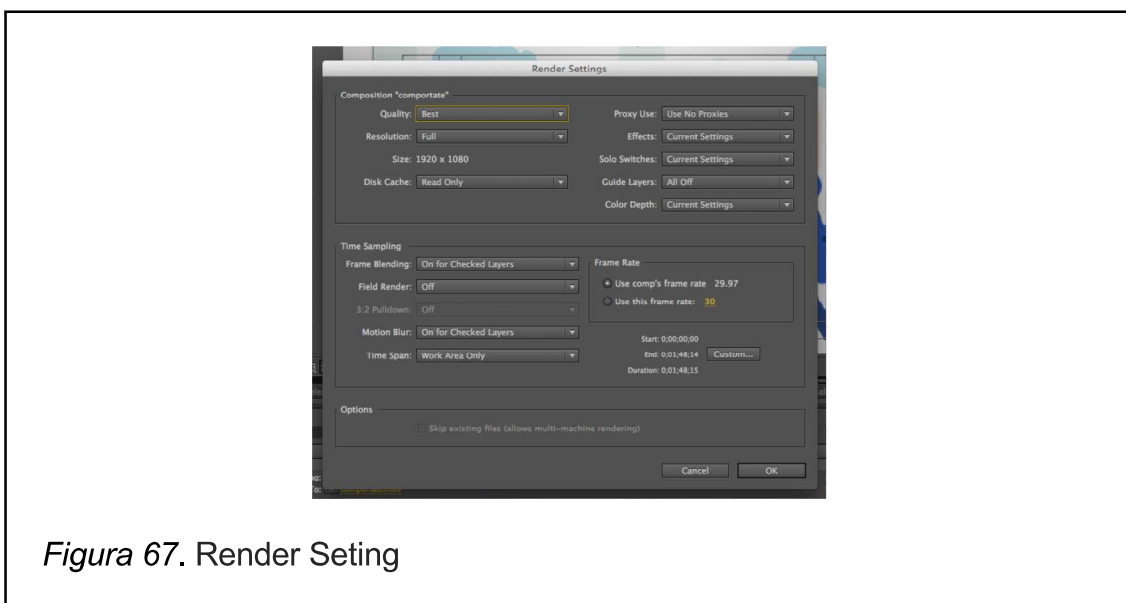 Render Settings
Composition "comportate"
Quality: Best
Resolution: Full
Size: 1920 x 1080
Disk Cache: Read Only
Proxy Use: Use No Proxies
Effects: Current Settings
Solo Switches: Current Settings
Guide Layers: All Off
Color Depth: Current Settings
Time Sampling
Frame Blending: On for Checked Layers
Field Render: Off
3:2 Pulldown: Off
Motion Blur: On for Checked Layers
Time Span: Work Area Only
Frame Rate
Use comp's frame rate 29.97
Use this frame rate: 30
Start: 0;00;00;00
End: 0;01;48;14 Custom...
Duration: 0;01;48;15
Options
Skip existing files (allows multi-machine rendering)
Cancel OK
Figura 67. Render Seting